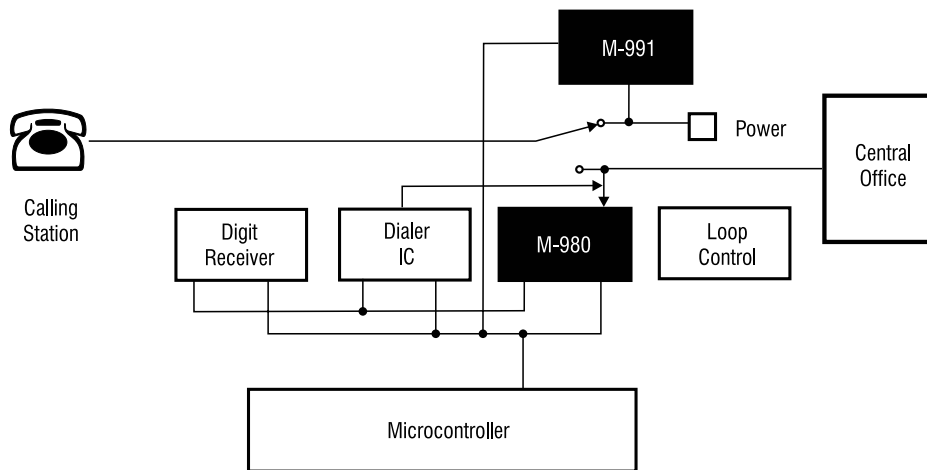 M-991
Power
Central
Office
Calling
Station
Digit
Receiver
Dialer
IC
M-980
Loop
Control
Microcontroller